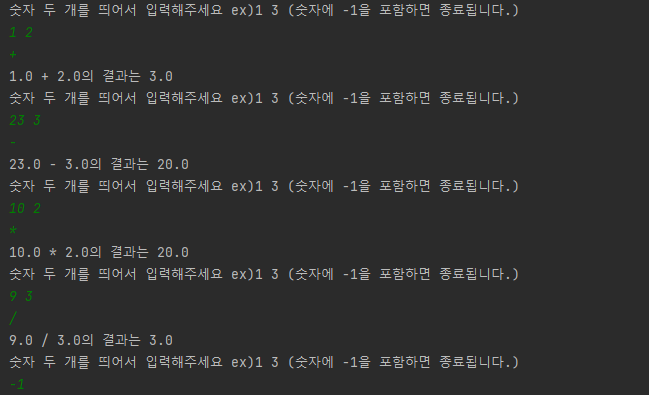 숫자 두 개를 띄어서 입력해주세요 ex)1 3 (숫자에 -1을 포함하면 종료됩니다.)
1 2
+
1.0 + 2.0의 결과는 3.0
숫자 두 개를 띄어서 입력해주세요 ex)1 3 (숫자에 -1을 포함하면 종료됩니다.)
23 3
-
23.0 - 3.0의 결과는 20.0
숫자 두 개를 띄어서 입력해주세요 ex)1 3 (숫자에 -1을 포함하면 종료됩니다.)
10 2
*
10.0 * 2.0의 결과는 20.0
숫자 두 개를 띄어서 입력해주세요 ex)1 3 (숫자에 -1을 포함하면 종료됩니다.)
9 3
/
9.0 / 3.0의 결과는 3.0
숫자 두 개를 띄어서 입력해주세요 ex)1 3 (숫자에 -1을 포함하면 종료됩니다.)
-1